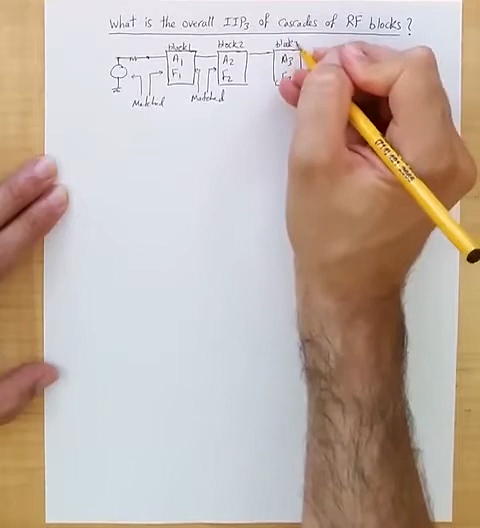 what is the overall IIP3 of cascades of RF blocks?
block1 block2 block
A1 A2 A3
F1 F2
Matched Matched